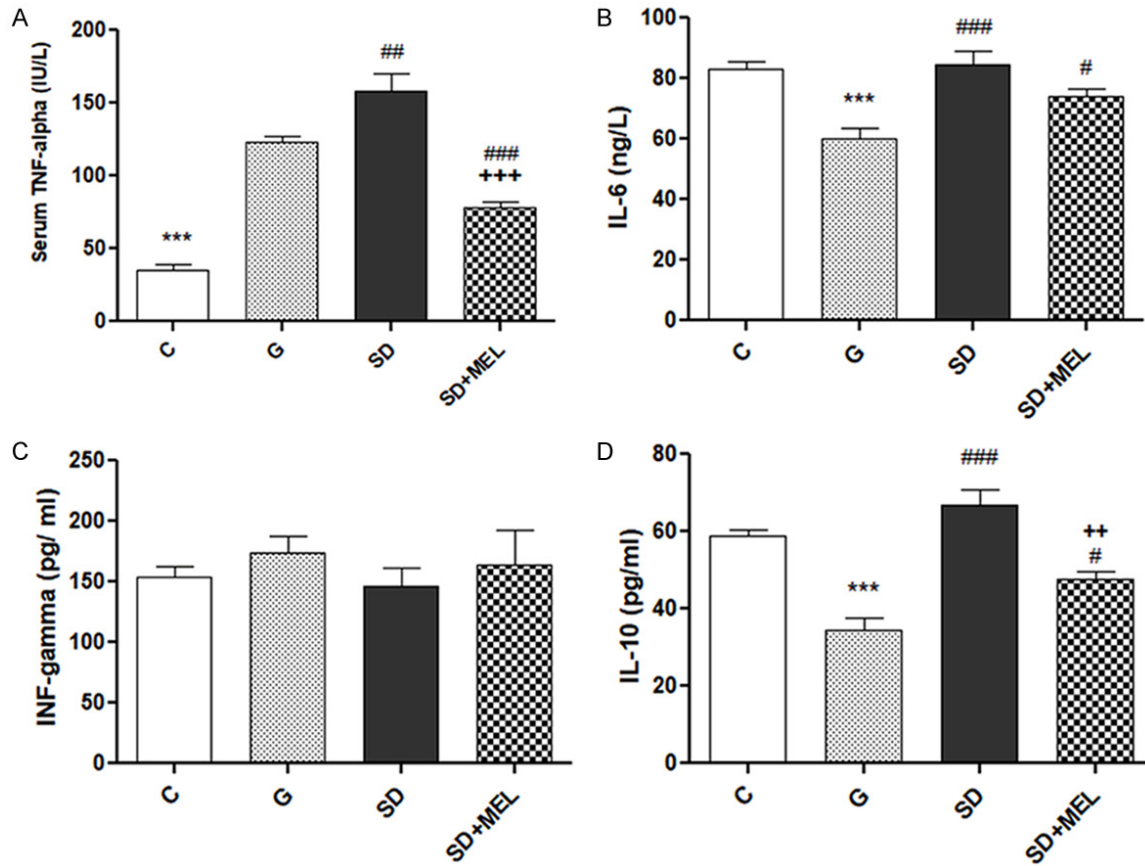 A
Serum TNF-alpha (IU/L)
200
150
100
50
0
***
##
###
+++
C
G
SD
SD+MEL
B
IL-6 (ng/L)
100
80
60
40
20
0
***
###
#
C
G
SD
SD+MEL
C
INF-gamma (pg/ ml)
250
200
150
100
50
0
C
G
SD
SD+MEL
D
IL-10 (pg/ml)
80
60
40
20
0
***
###
++
#
C
G
SD
SD+MEL